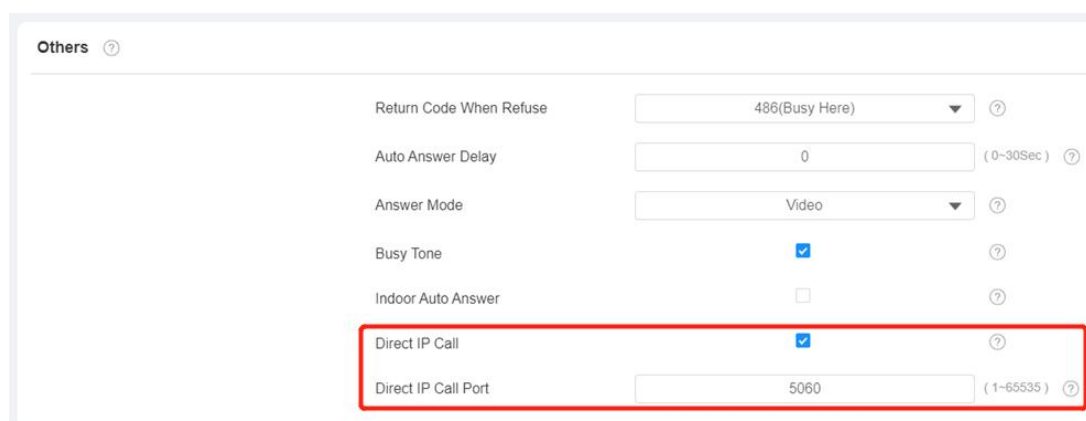 Others ?
Return Code When Refuse 486(Busy Here) ?
Auto Answer Delay 0 (0~30Sec) ?
Answer Mode Video ?
Busy Tone ?
Indoor Auto Answer ?
Direct IP Call ?
Direct IP Call Port 5060 (1~65535) ?